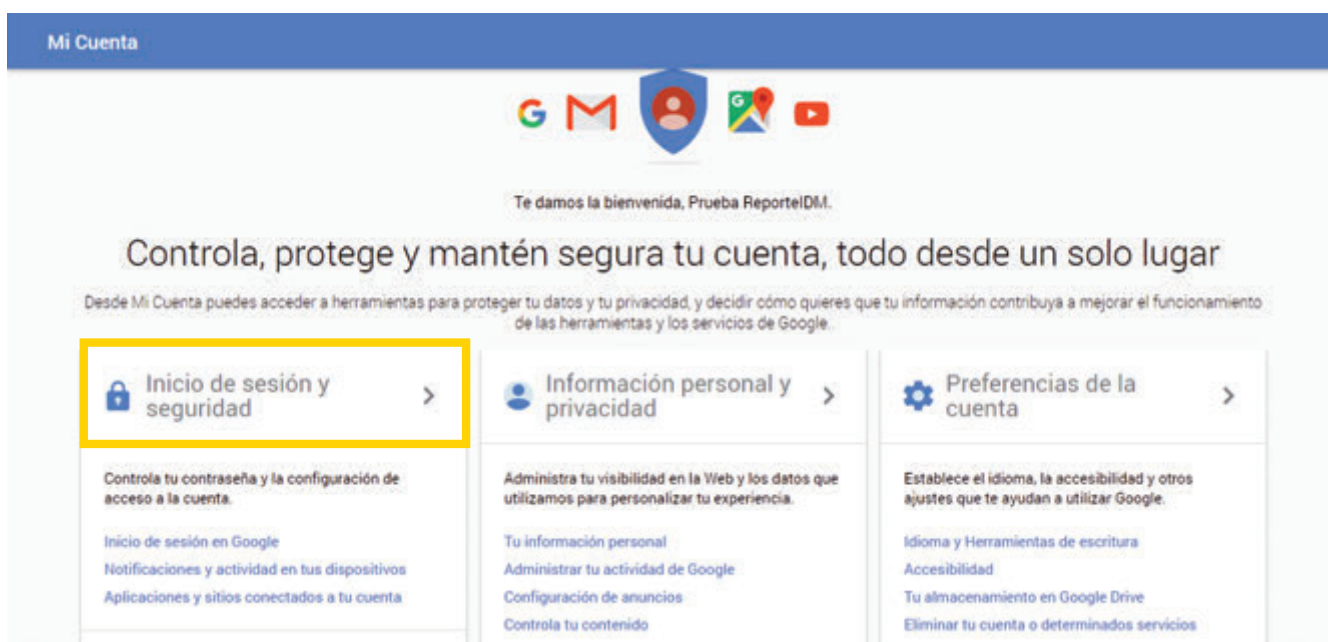 Mi Cuenta
Te damos la bienvenida, Prueba ReporteIDM.
Controla, protege y mantén segura tu cuenta, todo desde un solo lugar
Desde Mi Cuenta puedes acceder a herramientas para proteger tu datos y tu privacidad, y decidir cómo quieres que tu información contribuya a mejorar el funcionamiento
de las herramientas y los servicios de Google.
Inicio de sesión y
seguridad
Controla tu contraseña y la configuración de
acceso a la cuenta.
Inicio de sesión en Google
Notificaciones y actividad en tus dispositivos
Aplicaciones y sitios conectados a tu cuenta
Información personal y
privacidad
Administra tu visibilidad en la Web y los datos que
utilizamos para personalizar tu experiencia.
Tu información personal
Administrar tu actividad de Google
Configuración de anuncios
Controla tu contenido
Preferencias de la
cuenta
Establece el idioma, la accesibilidad y otros
ajustes que te ayudan a utilizar Google.
Idioma y Herramientas de escritura
Accesibilidad
Tu almacenamiento en Google Drive
Eliminar tu cuenta o determinados servicios